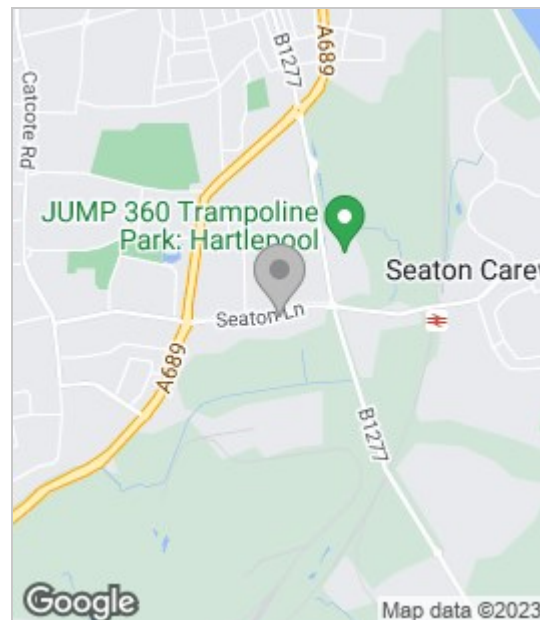 B1277
A689
Catcote Rd
JUMP 360 Trampoline
Park: Hartlepool
Seaton Carew
Seaton Ln
A689
B1277
Google
Map data ©2023